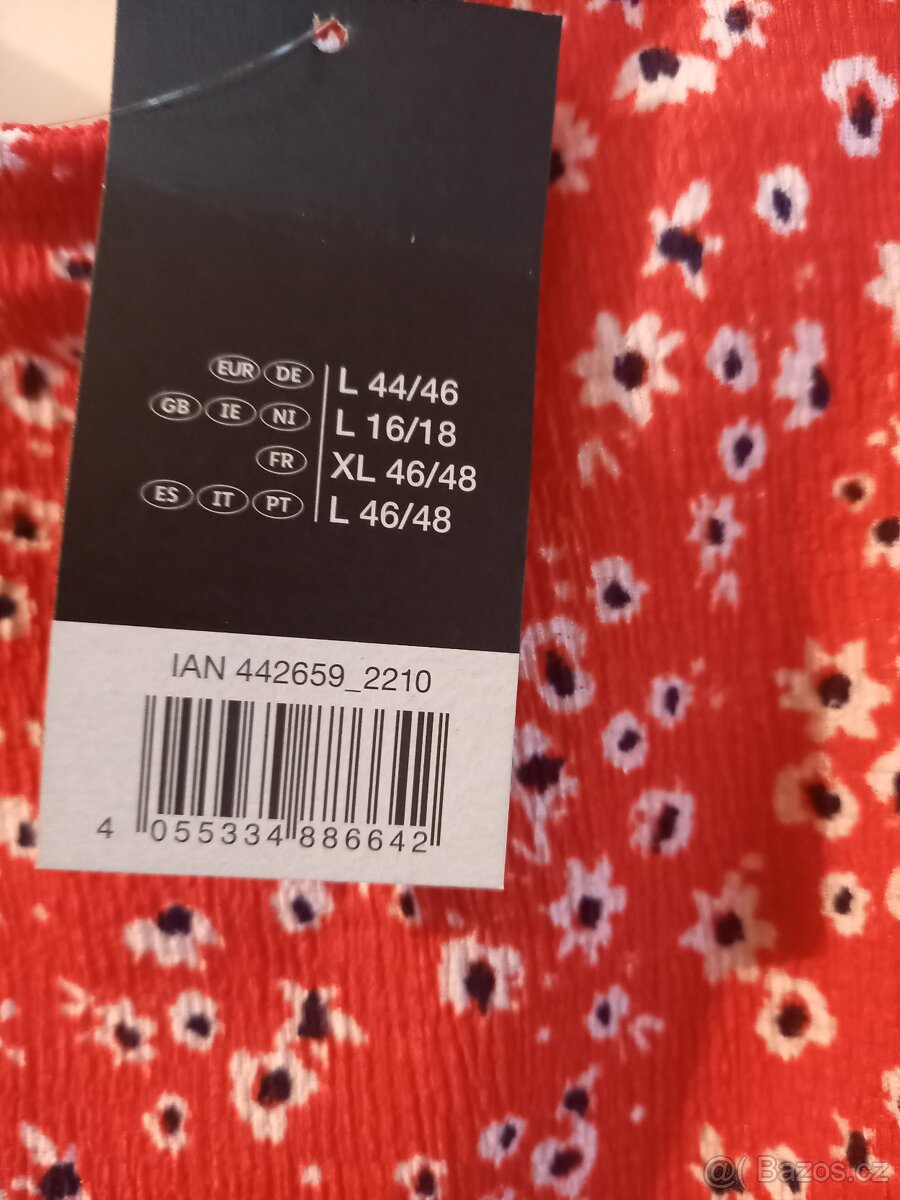 EUR DE L 44/46
GB IE NI L 16/18
FR XL 46/48
ES IT PT L 46/48
IAN 442659_2210
4 055334 886642
Bazos.cz